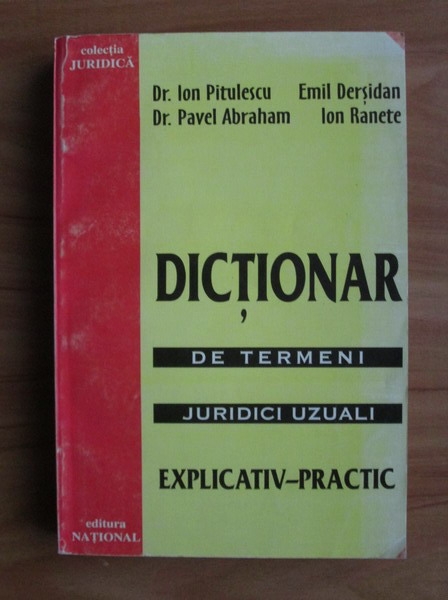 colecția
JURIDICĂ
Dr. Ion Pitulescu Emil Derșidan
Dr. Pavel Abraham Ion Ranete
DICȚIONAR
DE TERMENI
JURIDICI UZUALI
EXPLICATIV–PRACTIC
editura
NAȚIONAL